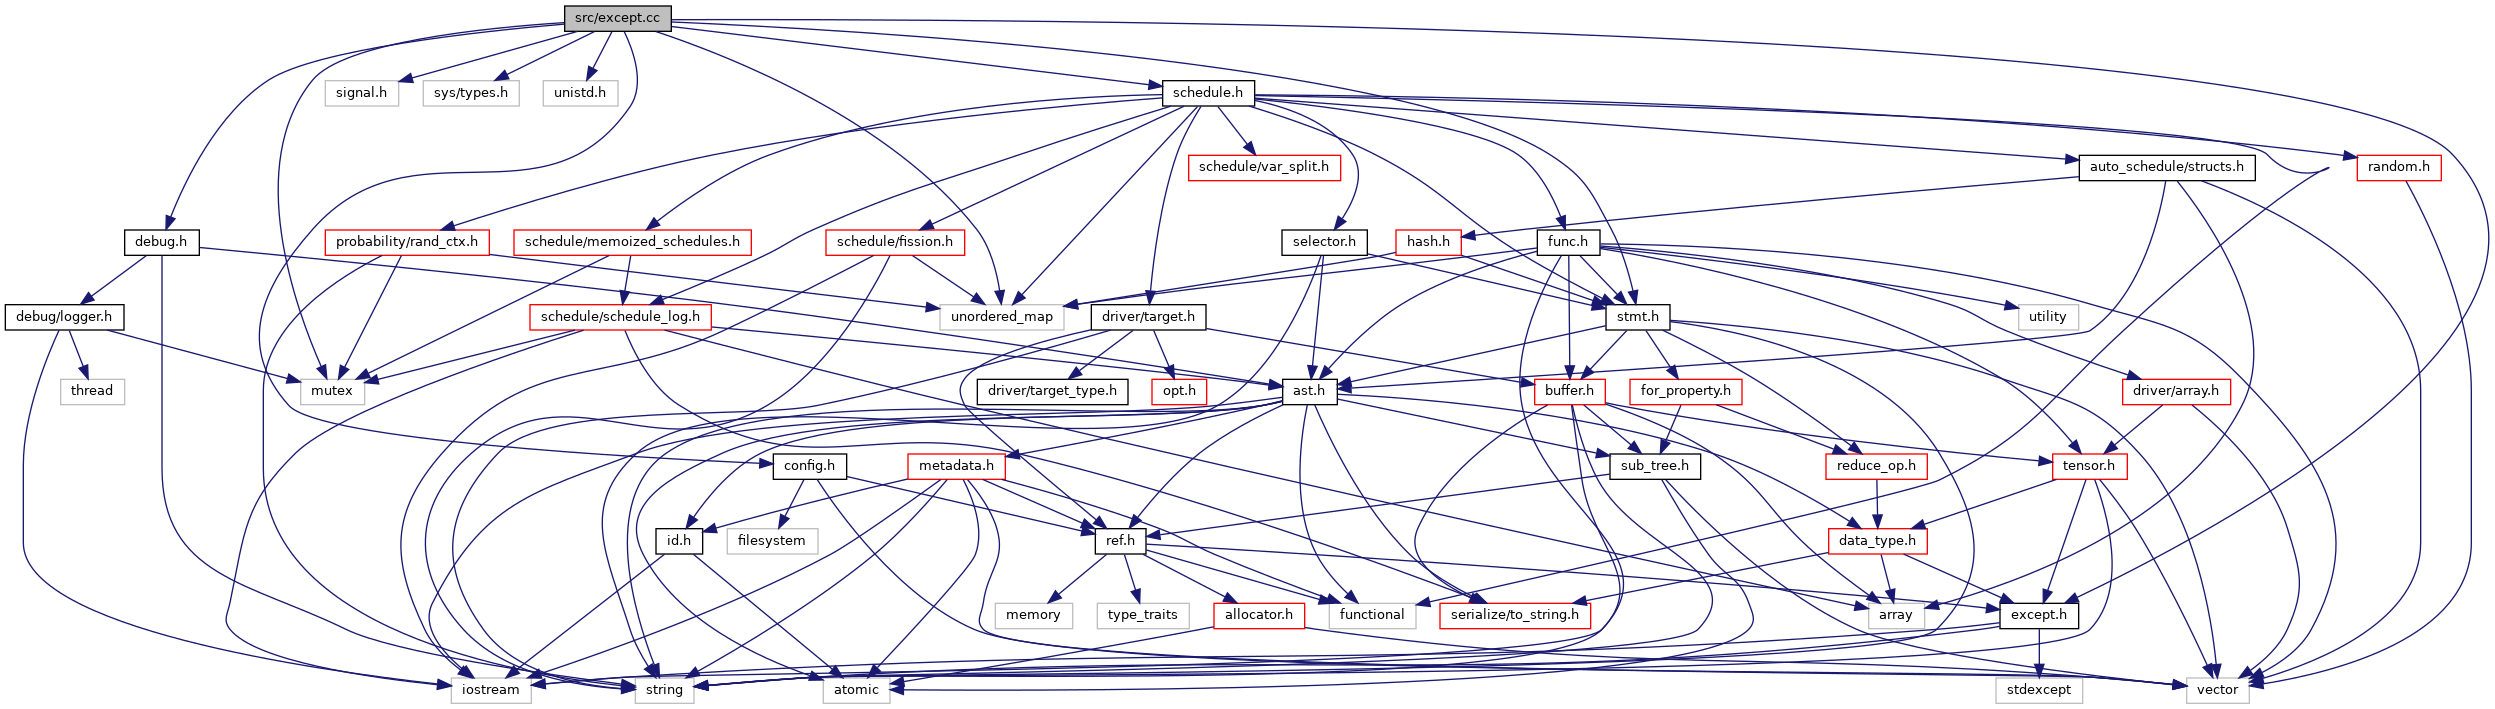 src/except.cc
signal.h
sys/types.h
unistd.h
schedule.h
schedule/var_split.h
auto_schedule/structs.h
random.h
debug.h
probability/rand_ctx.h
schedule/memoized_schedules.h
schedule/fission.h
selector.h
hash.h
func.h
debug/logger.h
schedule/schedule_log.h
unordered_map
driver/target.h
stmt.h
utility
thread
mutex
driver/target_type.h
opt.h
ast.h
buffer.h
for_property.h
driver/array.h
config.h
metadata.h
sub_tree.h
reduce_op.h
tensor.h
id.h
filesystem
ref.h
data_type.h
memory
type_traits
allocator.h
functional
serialize/to_string.h
array
except.h
iostream
string
atomic
stdexcept
vector